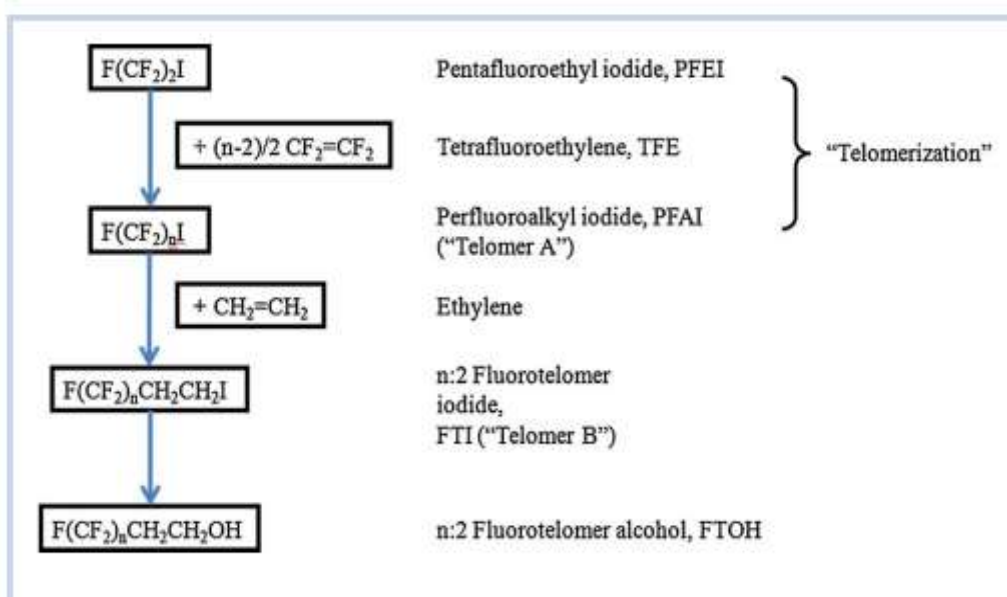 F(CF₂)₂I
Pentafluoroethyl iodide, PFEI
+ (n-2)/2 CF₂=CF₂
Tetrafluoroethylene, TFE
“Telomerization”
F(CF₂)ₙI
Perfluoroalkyl iodide, PFAI
(“Telomer A”)
+ CH₂=CH₂
Ethylene
F(CF₂)ₙCH₂CH₂I
n:2 Fluorotelomer
iodide,
FTI (“Telomer B”)
F(CF₂)ₙCH₂CH₂OH
n:2 Fluorotelomer alcohol, FTOH